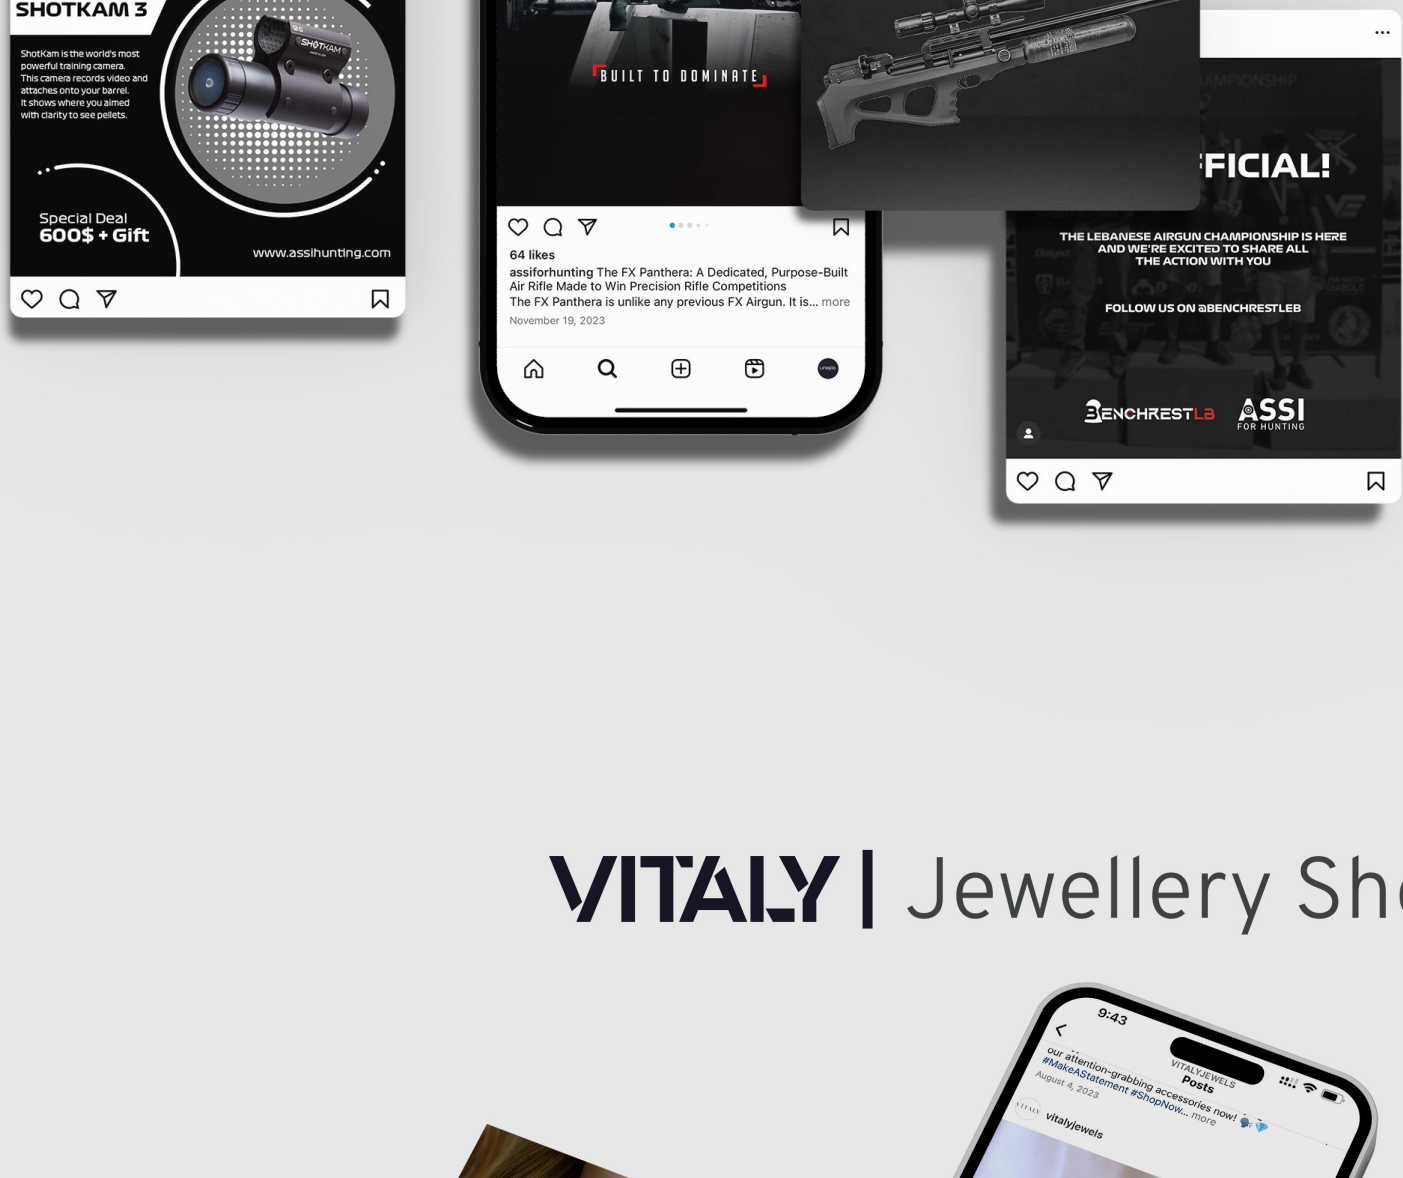 SHOTKAM 3
ShotKam is the world's most
powerful training camera.
This camera records video and
attaches onto your barrel.
It shows where you aimed
with clarity to see pellets.
SHOTKAM
Special Deal
600$ + Gift
www.assihunting.com
BUILT TO DOMINATE
64 likes
assiforhunting The FX Panthera: A Dedicated, Purpose-Built
Air Rifle Made to Win Precision Rifle Competitions
The FX Panthera is unlike any previous FX Airgun. It is... more
November 19, 2023
FICIAL!
THE LEBANESE AIRGUN CHAMPIONSHIP IS HERE
AND WE'RE EXCITED TO SHARE ALL
THE ACTION WITH YOU
FOLLOW US ON @BENCHRESTLEB
BENCHRESTLB
ASSI
FOR HUNTING
VITALY | Jewellery Sh
9:43
VITALYJEWELS
Posts
our attention-grabbing accessories now! 🗣️💎
#MakeAStatement #ShopNow... more
August 4, 2023
VITALY
vitalyjewels